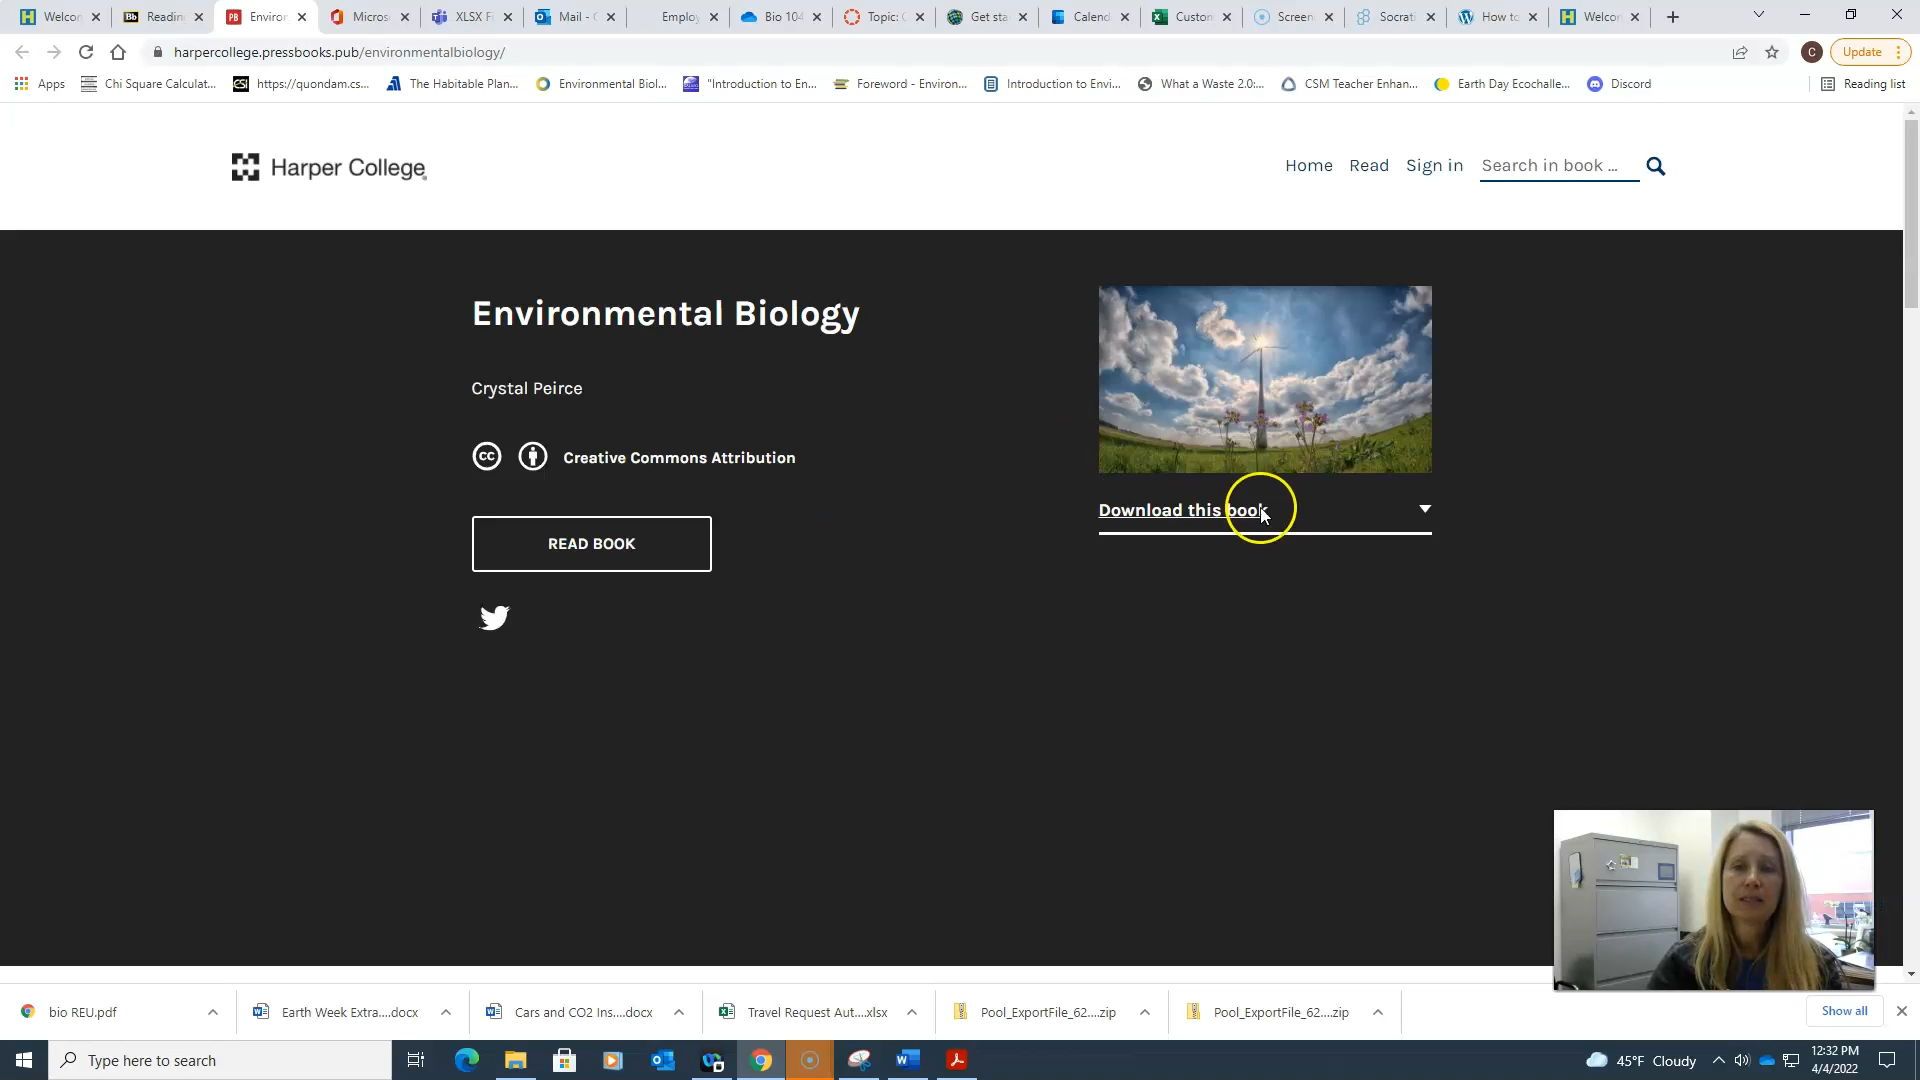 Welcon
Readin
Environ
Micros
XLSX F
Mail - C
Employ
Bio 104
Topic: C
Get sta
Calend
Custom
Screen
Socrati
How to
Welcon
harpercollege.pressbooks.pub/environmentalbiology/
C
Update
Apps
Chi Square Calculat...
https://quondam.cs...
The Habitable Plan...
Environmental Biol...
"Introduction to En...
Foreword - Environ...
Introduction to Envi...
What a Waste 2.0:...
CSM Teacher Enhan...
Earth Day Ecochalle...
Discord
Reading list
Harper College
Home
Read
Sign in
Search in book ...
Environmental Biology
Crystal Peirce
Creative Commons Attribution
READ BOOK
Download this book
bio REU.pdf
Earth Week Extra....docx
Cars and CO2 Ins....docx
Travel Request Aut....xlsx
Pool_ExportFile_62....zip
Pool_ExportFile_62....zip
Show all
Type here to search
45°F Cloudy
12:32 PM
4/4/2022